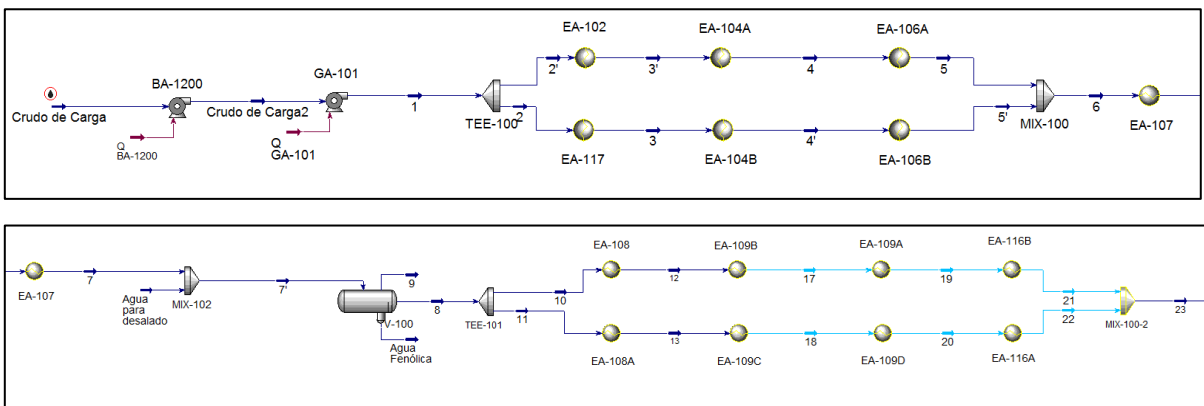 EA-102
EA-104A
EA-106A
BA-1200
GA-101
2'
3'
4
5
Crudo de Carga
Crudo de Carga2
1
TEE-100
2
5'
MIX-100
6
EA-107
Q
BA-1200
Q
GA-101
EA-117
3
EA-104B
4'
EA-106B
EA-108
EA-109B
EA-109A
EA-116B
EA-107
7
Agua
para
desalado
MIX-102
7'
9
V-100
8
Agua
Fenólica
TEE-101
10
11
12
17
19
21
22
MIX-100-2
23
EA-108A
13
EA-109C
18
EA-109D
20
EA-116A